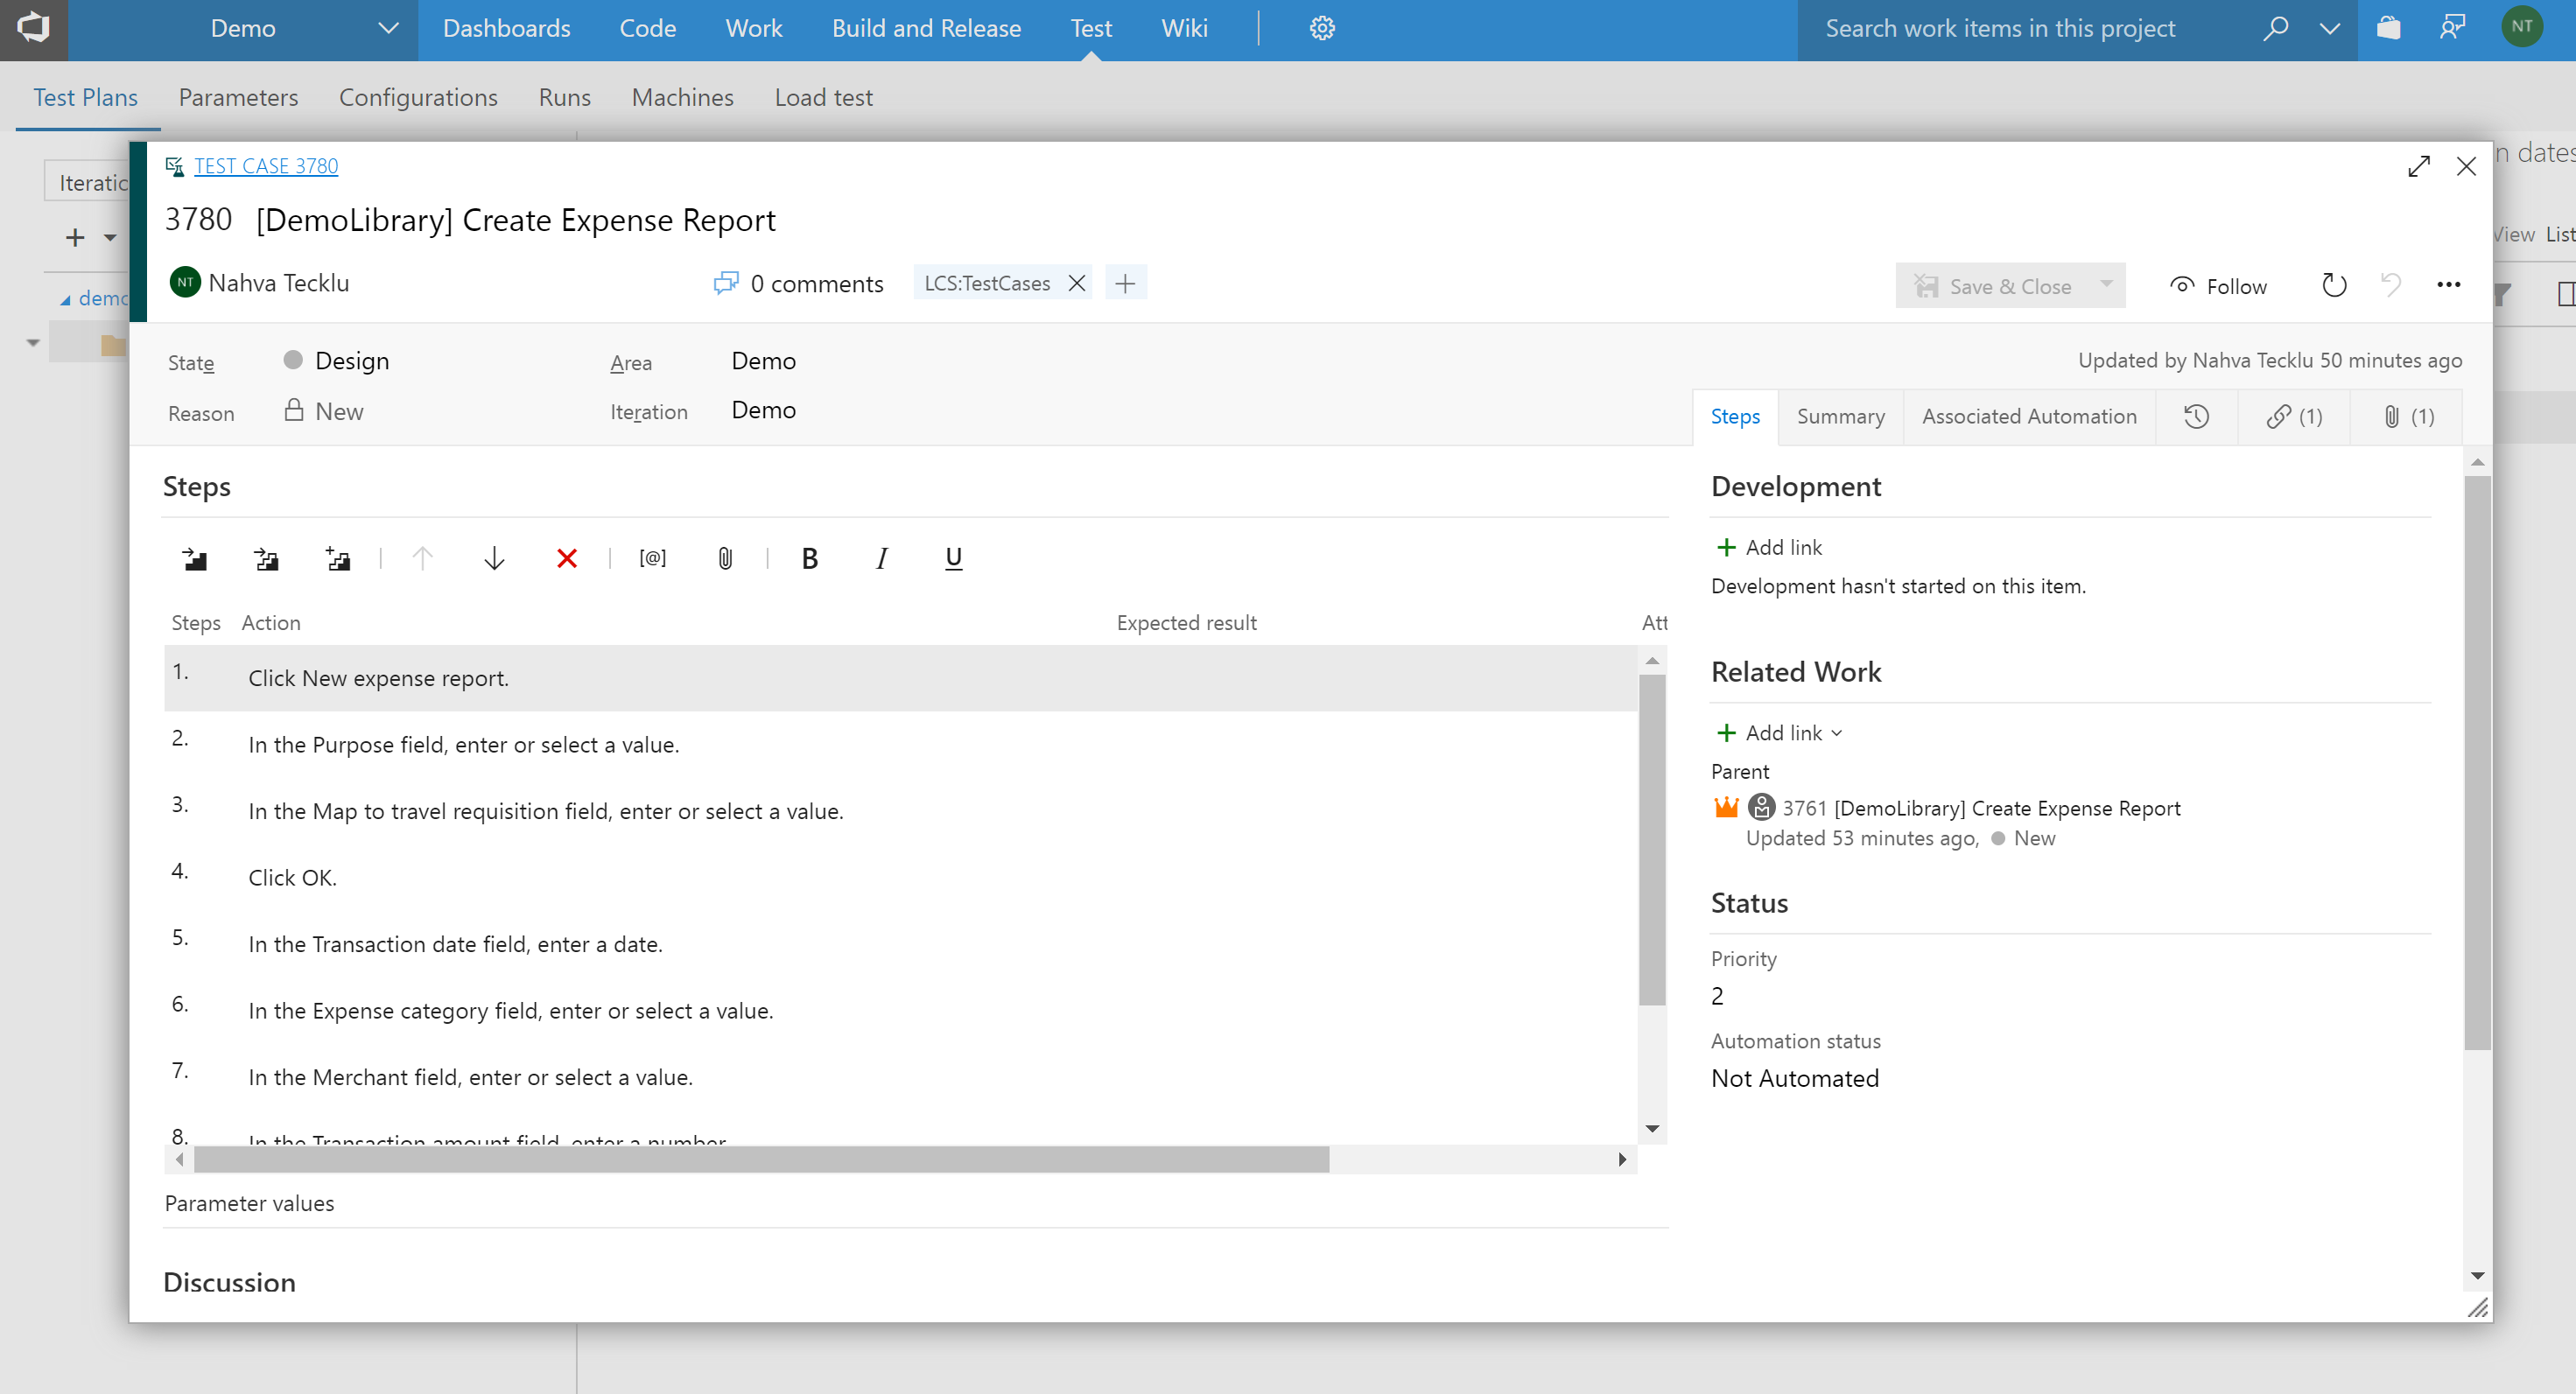 Demo
Dashboards
Code
Work
Build and Release
Test
Wiki
Search work items in this project
NT
Test Plans
Parameters
Configurations
Runs
Machines
Load test
TEST CASE 3780
3780 [DemoLibrary] Create Expense Report
NT Nahva Tecklu
0 comments
LCS:TestCases
Save & Close
Follow
View List
State
Design
Area
Demo
Updated by Nahva Tecklu 50 minutes ago
Reason
New
Iteration
Demo
Steps
Summary
Associated Automation
(1)
(1)
Steps
[@]
B
I
U
Steps
Action
Expected result
Att
1. Click New expense report.
2. In the Purpose field, enter or select a value.
3. In the Map to travel requisition field, enter or select a value.
4. Click OK.
5. In the Transaction date field, enter a date.
6. In the Expense category field, enter or select a value.
7. In the Merchant field, enter or select a value.
8. In the Transaction amount field, enter a number.
Parameter values
Discussion
Development
Add link
Development hasn't started on this item.
Related Work
Add link
Parent
3761 [DemoLibrary] Create Expense Report
Updated 53 minutes ago, New
Status
Priority
2
Automation status
Not Automated